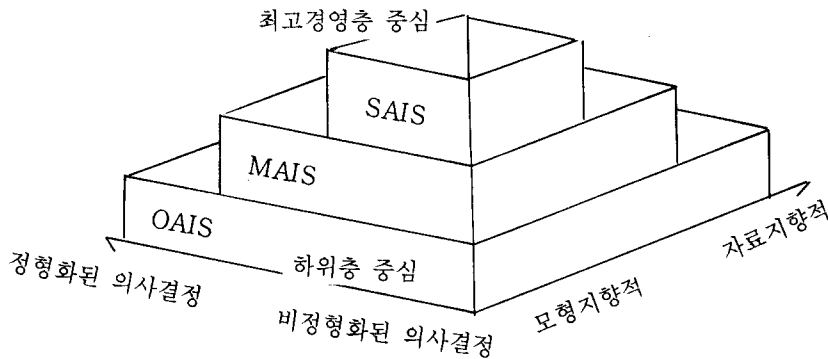 최고경영층 중심
SAIS
MAIS
OAIS
하위층 중심
정형화된 의사결정
비정형화된 의사결정
모형지향적
자료지향적